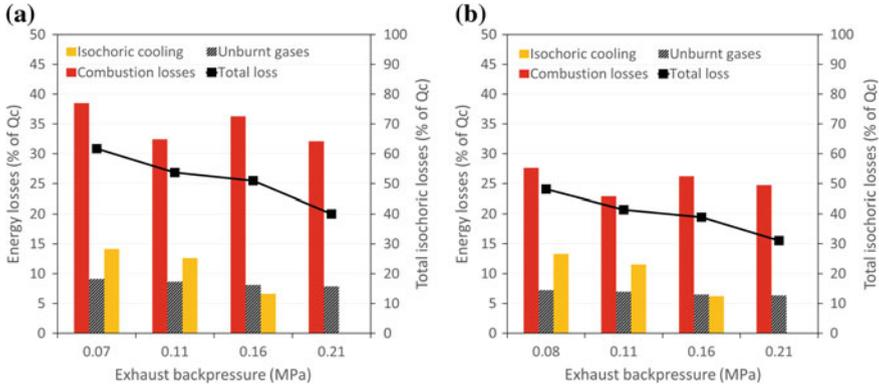 (a)
Isochoric cooling
Unburnt gases
Combustion losses
Total loss
Energy losses (% of Qc)
50
45
40
35
30
25
20
15
10
5
0
100
90
80
70
60
50
40
30
20
10
0
Total isochoric losses (% of Qc)
0.07 0.11 0.16 0.21
Exhaust backpressure (MPa)
(b)
Isochoric cooling
Unburnt gases
Combustion losses
Total loss
Energy losses (% of Qc)
50
45
40
35
30
25
20
15
10
5
0
100
90
80
70
60
50
40
30
20
10
0
Total isochoric losses (% of Qc)
0.08 0.11 0.16 0.21
Exhaust backpressure (MPa)